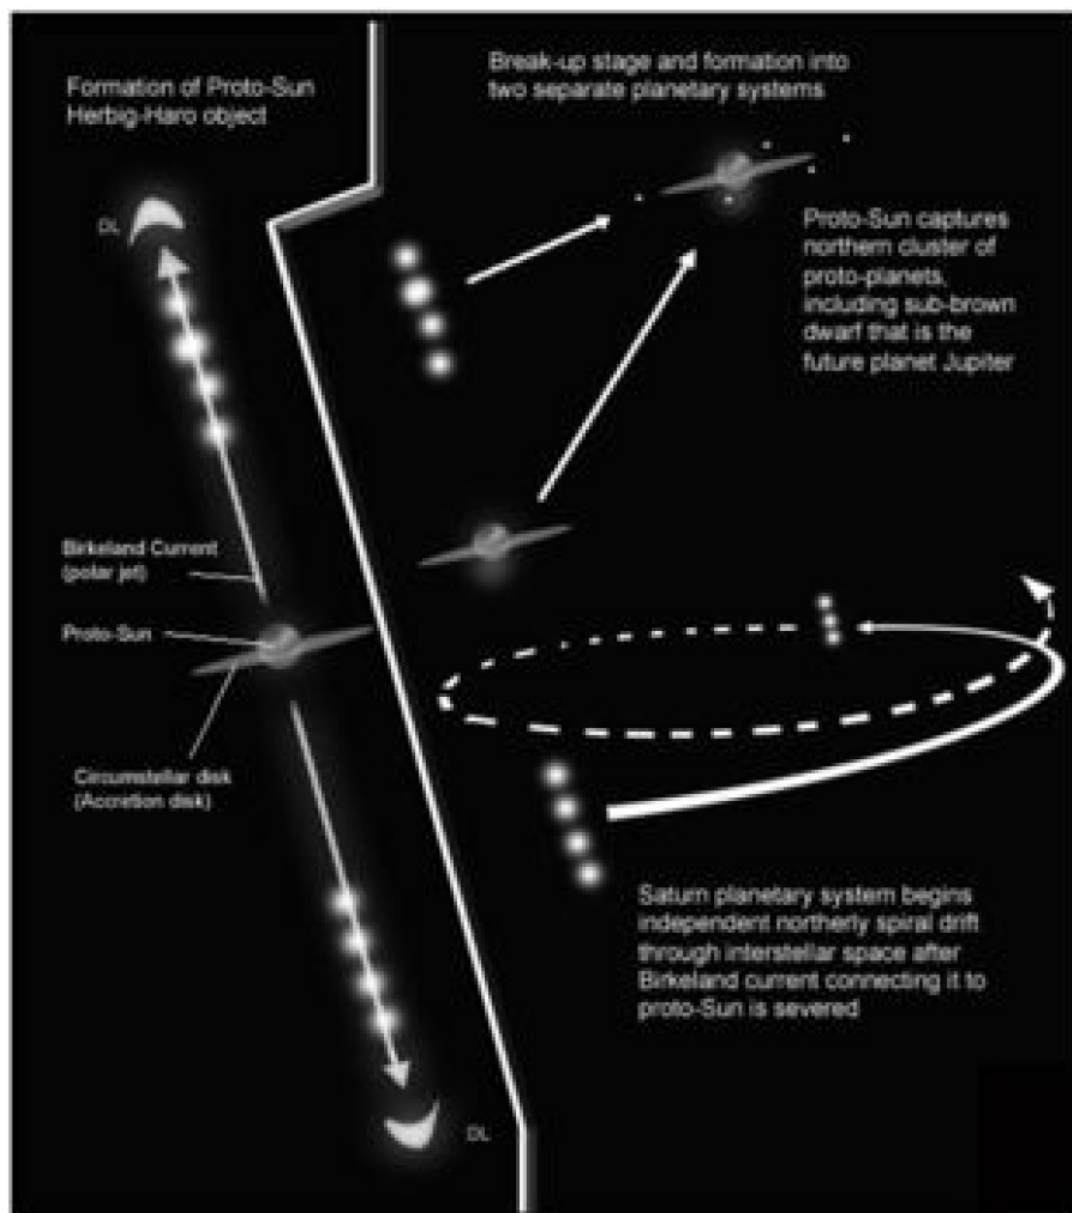 Formation of Proto-Sun
Herbig-Haro object
DL
Birkeland Current
(polar jet)
Proto-Sun
Circumstellar disk
(Accretion disk)
DL
Break-up stage and formation into
two separate planetary systems
Proto-Sun captures
northern cluster of
proto-planets,
including sub-brown
dwarf that is the
future planet Jupiter
Saturn planetary system begins
independent northerly spiral drift
through interstellar space after
Birkeland current connecting it to
proto-Sun is severed